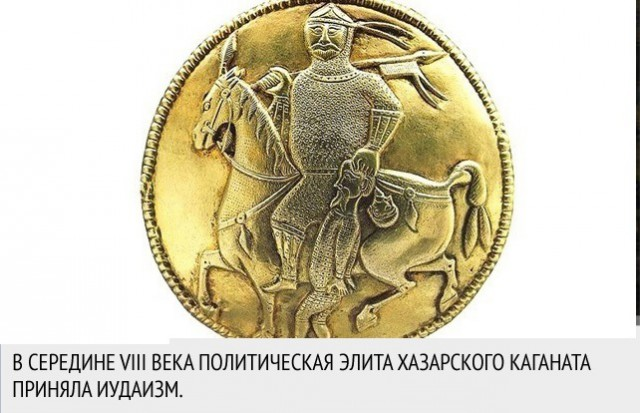 В СЕРЕДИНЕ VIII ВЕКА ПОЛИТИЧЕСКАЯ ЭЛИТА ХАЗАРСКОГО КАГАНАТА
ПРИНЯЛА ИУДАИЗМ.